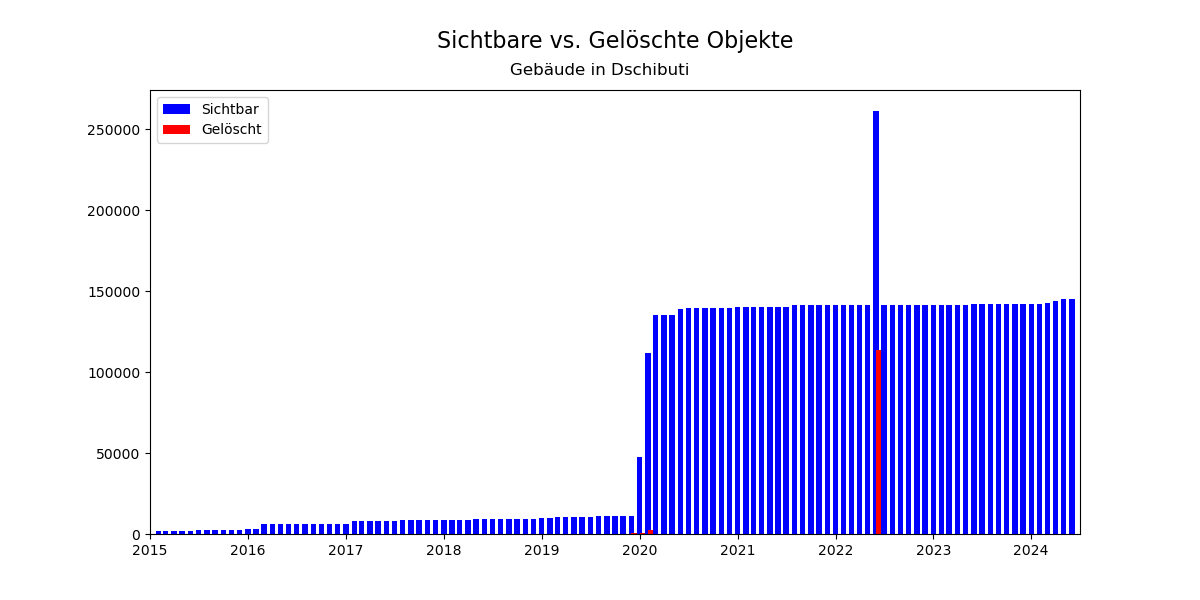 Sichtbare vs. Gelöschte Objekte
Gebäude in Dschibuti
Sichtbar
Gelöscht
250000
200000
150000
100000
50000
0
2015 2016 2017 2018 2019 2020 2021 2022 2023 2024